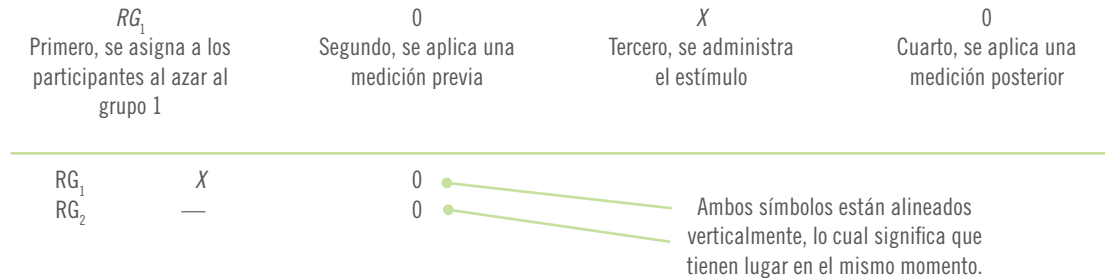 RG₁ 0 X 0
Primero, se asigna a los Segundo, se aplica una Tercero, se administra Cuarto, se aplica una
participantes al azar al medición previa el estímulo medición posterior
grupo 1
RG₁ X 0
RG₂ — 0
Ambos símbolos están alineados
verticalmente, lo cual significa que
tienen lugar en el mismo momento.